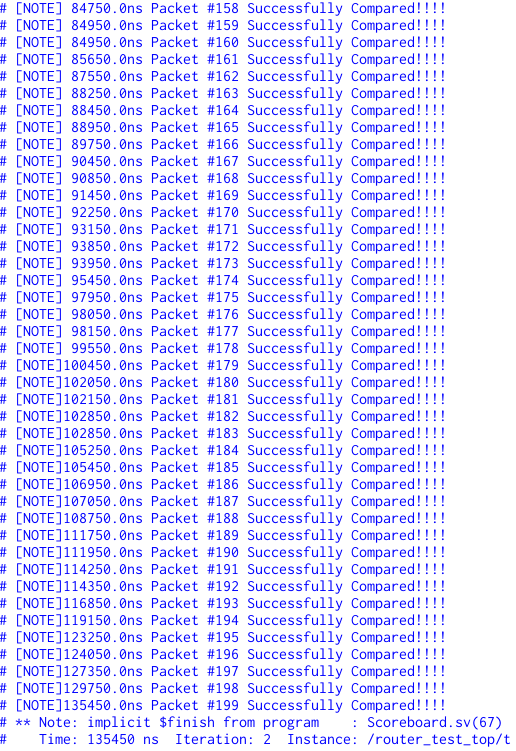 # [NOTE] 84750.0ns Packet #158 Successfully Compared!!!!
# [NOTE] 84950.0ns Packet #159 Successfully Compared!!!!
# [NOTE] 84950.0ns Packet #160 Successfully Compared!!!!
# [NOTE] 85650.0ns Packet #161 Successfully Compared!!!!
# [NOTE] 87550.0ns Packet #162 Successfully Compared!!!!
# [NOTE] 88250.0ns Packet #163 Successfully Compared!!!!
# [NOTE] 88450.0ns Packet #164 Successfully Compared!!!!
# [NOTE] 88950.0ns Packet #165 Successfully Compared!!!!
# [NOTE] 89750.0ns Packet #166 Successfully Compared!!!!
# [NOTE] 90450.0ns Packet #167 Successfully Compared!!!!
# [NOTE] 90850.0ns Packet #168 Successfully Compared!!!!
# [NOTE] 91450.0ns Packet #169 Successfully Compared!!!!
# [NOTE] 92250.0ns Packet #170 Successfully Compared!!!!
# [NOTE] 93150.0ns Packet #171 Successfully Compared!!!!
# [NOTE] 93850.0ns Packet #172 Successfully Compared!!!!
# [NOTE] 93950.0ns Packet #173 Successfully Compared!!!!
# [NOTE] 95450.0ns Packet #174 Successfully Compared!!!!
# [NOTE] 97950.0ns Packet #175 Successfully Compared!!!!
# [NOTE] 98050.0ns Packet #176 Successfully Compared!!!!
# [NOTE] 98150.0ns Packet #177 Successfully Compared!!!!
# [NOTE] 99550.0ns Packet #178 Successfully Compared!!!!
# [NOTE]100450.0ns Packet #179 Successfully Compared!!!!
# [NOTE]102050.0ns Packet #180 Successfully Compared!!!!
# [NOTE]102150.0ns Packet #181 Successfully Compared!!!!
# [NOTE]102850.0ns Packet #182 Successfully Compared!!!!
# [NOTE]102850.0ns Packet #183 Successfully Compared!!!!
# [NOTE]105250.0ns Packet #184 Successfully Compared!!!!
# [NOTE]105450.0ns Packet #185 Successfully Compared!!!!
# [NOTE]106950.0ns Packet #186 Successfully Compared!!!!
# [NOTE]107050.0ns Packet #187 Successfully Compared!!!!
# [NOTE]108750.0ns Packet #188 Successfully Compared!!!!
# [NOTE]111750.0ns Packet #189 Successfully Compared!!!!
# [NOTE]111950.0ns Packet #190 Successfully Compared!!!!
# [NOTE]114250.0ns Packet #191 Successfully Compared!!!!
# [NOTE]114350.0ns Packet #192 Successfully Compared!!!!
# [NOTE]116850.0ns Packet #193 Successfully Compared!!!!
# [NOTE]119150.0ns Packet #194 Successfully Compared!!!!
# [NOTE]123250.0ns Packet #195 Successfully Compared!!!!
# [NOTE]124050.0ns Packet #196 Successfully Compared!!!!
# [NOTE]127350.0ns Packet #197 Successfully Compared!!!!
# [NOTE]129750.0ns Packet #198 Successfully Compared!!!!
# [NOTE]135450.0ns Packet #199 Successfully Compared!!!!
# ** Note: implicit $finish from program    : Scoreboard.sv(67)
#    Time: 135450 ns  Iteration: 2  Instance: /router_test_top/t